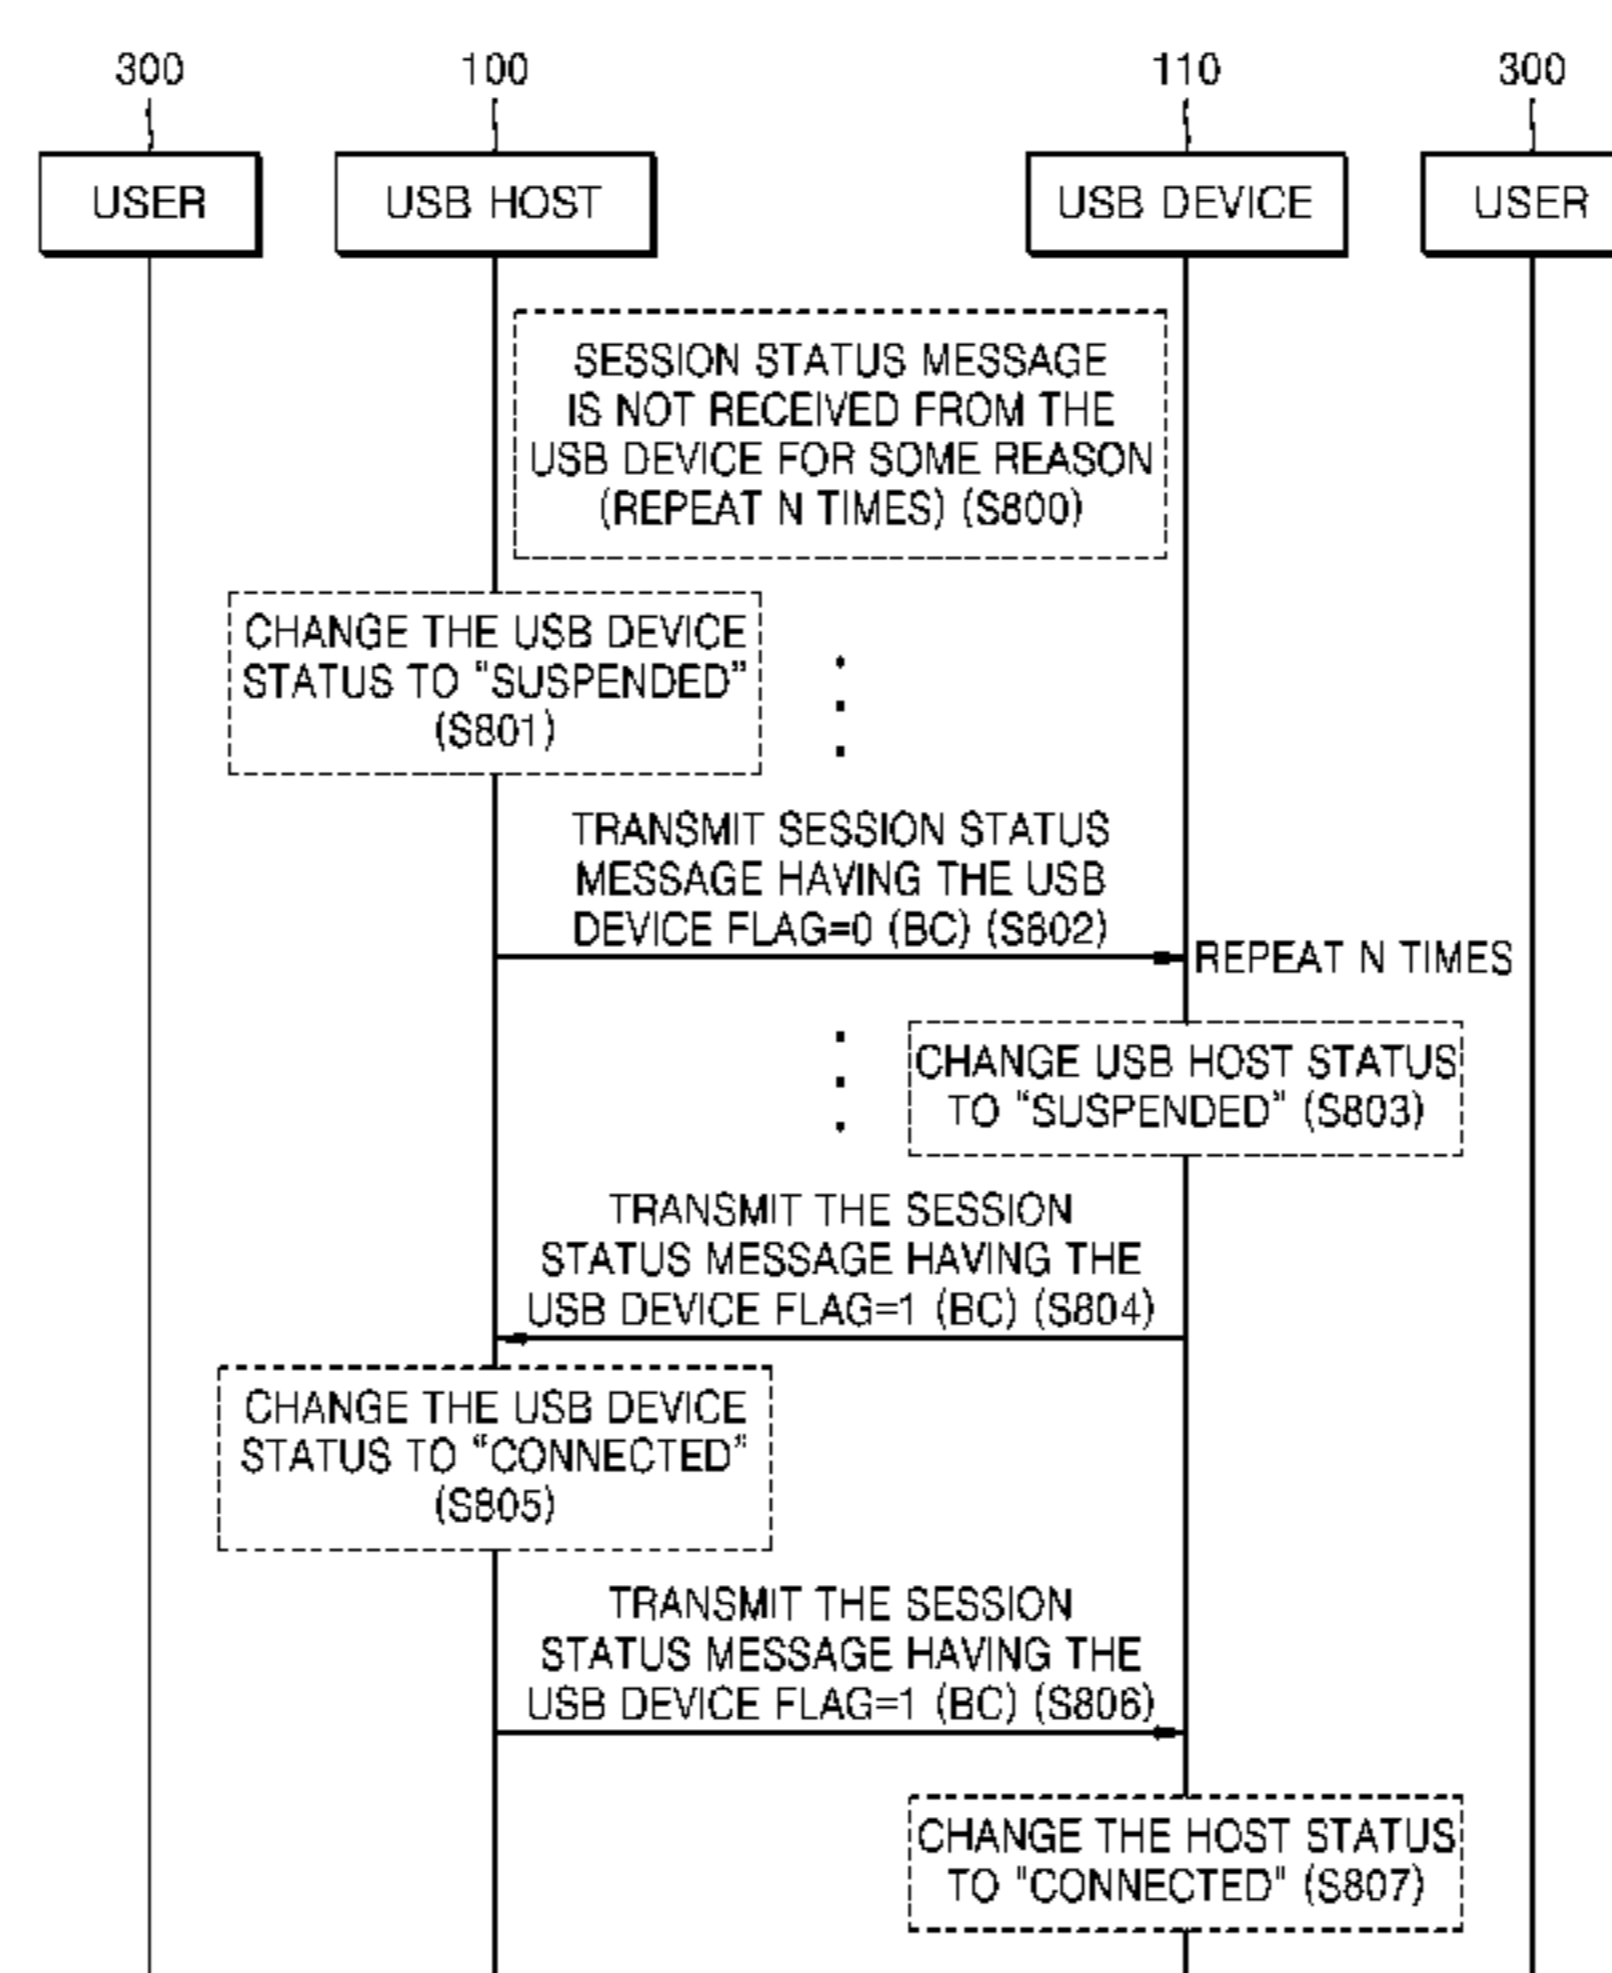 300 100 110 300
USER USB HOST USB DEVICE USER
SESSION STATUS MESSAGE
IS NOT RECEIVED FROM THE
USB DEVICE FOR SOME REASON
(REPEAT N TIMES) (S800)
CHANGE THE USB DEVICE
STATUS TO "SUSPENDED"
(S801)
TRANSMIT SESSION STATUS
MESSAGE HAVING THE USB
DEVICE FLAG=0 (BC) (S802)
REPEAT N TIMES
CHANGE USB HOST STATUS
TO "SUSPENDED" (S803)
TRANSMIT THE SESSION
STATUS MESSAGE HAVING THE
USB DEVICE FLAG=1 (BC) (S804)
CHANGE THE USB DEVICE
STATUS TO "CONNECTED"
(S805)
TRANSMIT THE SESSION
STATUS MESSAGE HAVING THE
USB DEVICE FLAG=1 (BC) (S806)
CHANGE THE HOST STATUS
TO "CONNECTED" (S807)